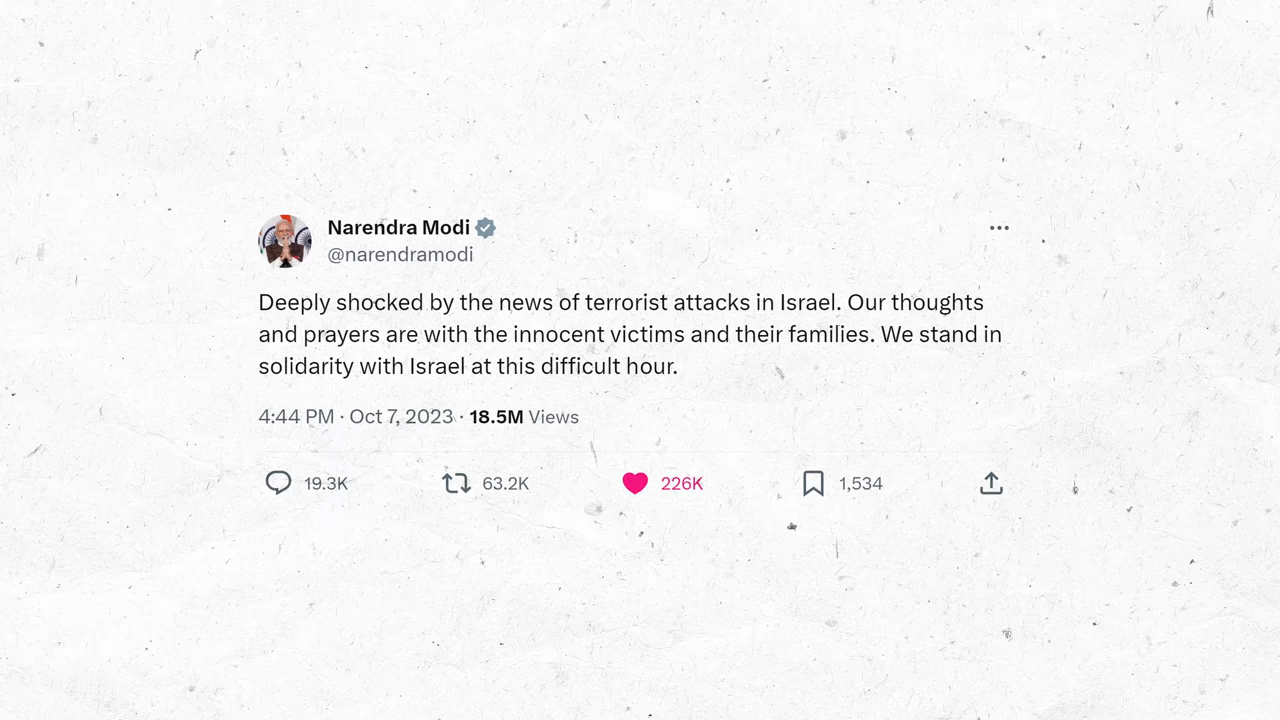 Narendra Modi
@narendramodi
Deeply shocked by the news of terrorist attacks in Israel. Our thoughts
and prayers are with the innocent victims and their families. We stand in
solidarity with Israel at this difficult hour.
4:44 PM · Oct 7, 2023 · 18.5M Views
19.3K 63.2K 226K 1,534